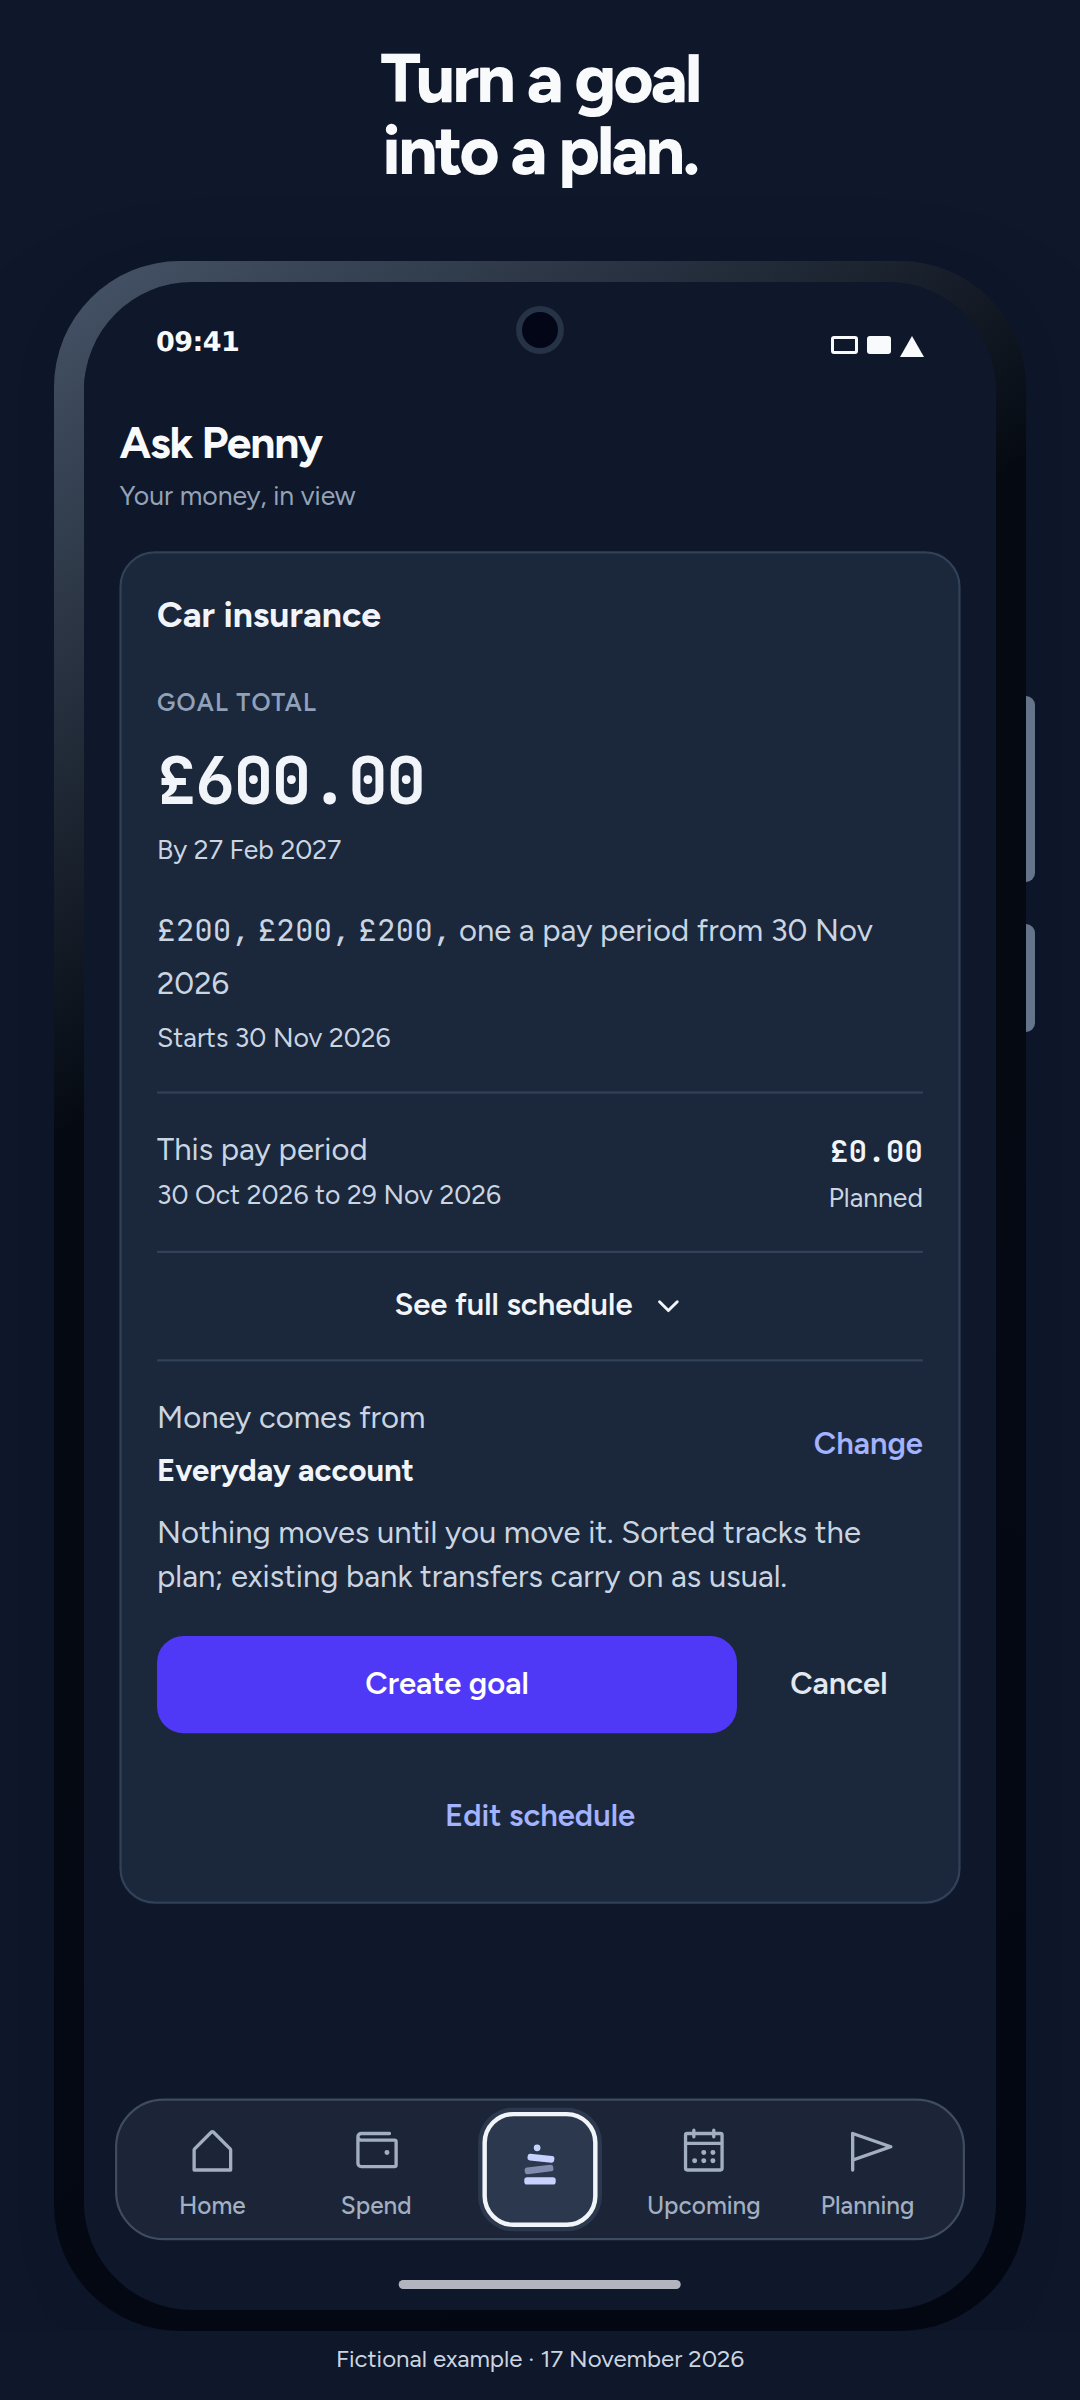 Turn a goal
into a plan.
09:41
Ask Penny
Your money, in view
Car insurance
GOAL TOTAL
£600.00
By 27 Feb 2027
£200, £200, £200, one a pay period from 30 Nov
2026
Starts 30 Nov 2026
This pay period
£0.00
30 Oct 2026 to 29 Nov 2026
Planned
See full schedule
Money comes from
Change
Everyday account
Nothing moves until you move it. Sorted tracks the
plan; existing bank transfers carry on as usual.
Create goal
Cancel
Edit schedule
Home
Spend
Upcoming
Planning
Fictional example · 17 November 2026